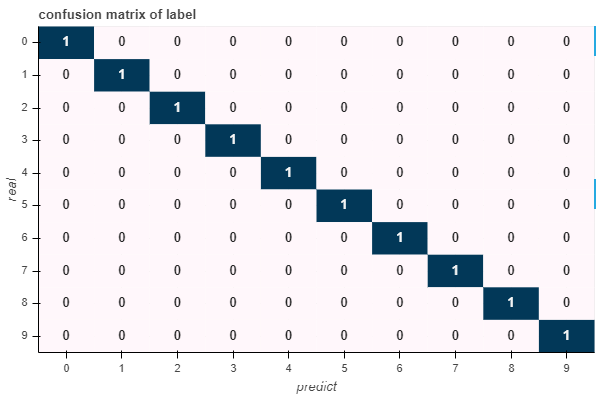 confusion matrix of label
0 1 0 0 0 0 0 0 0 0 0
1 0 1 0 0 0 0 0 0 0 0
2 0 0 1 0 0 0 0 0 0 0
3 0 0 0 1 0 0 0 0 0 0
4 0 0 0 0 1 0 0 0 0 0
real
5 0 0 0 0 0 1 0 0 0 0
6 0 0 0 0 0 0 1 0 0 0
7 0 0 0 0 0 0 0 1 0 0
8 0 0 0 0 0 0 0 0 1 0
9 0 0 0 0 0 0 0 0 0 1
0 1 2 3 4 5 6 7 8 9
predict